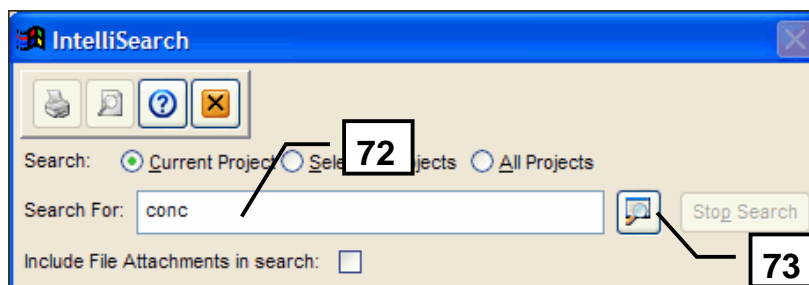 IntelliSearch
72
Search: Current Project Sele jects All Projects
Search For: conc Stop Search
Include File Attachments in search:
73